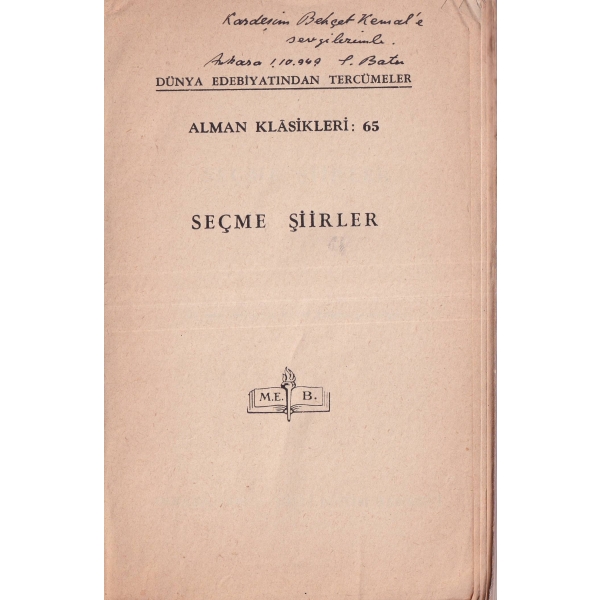 Kardeşim Behçet Kemal'e
sevgilerimle.
Ankara 1.10.949 S. Batu
DÜNYA EDEBİYATINDAN TERCÜMELER
ALMAN KLÂSİKLERİ: 65
SEÇME ŞİİRLER
M.E. B.